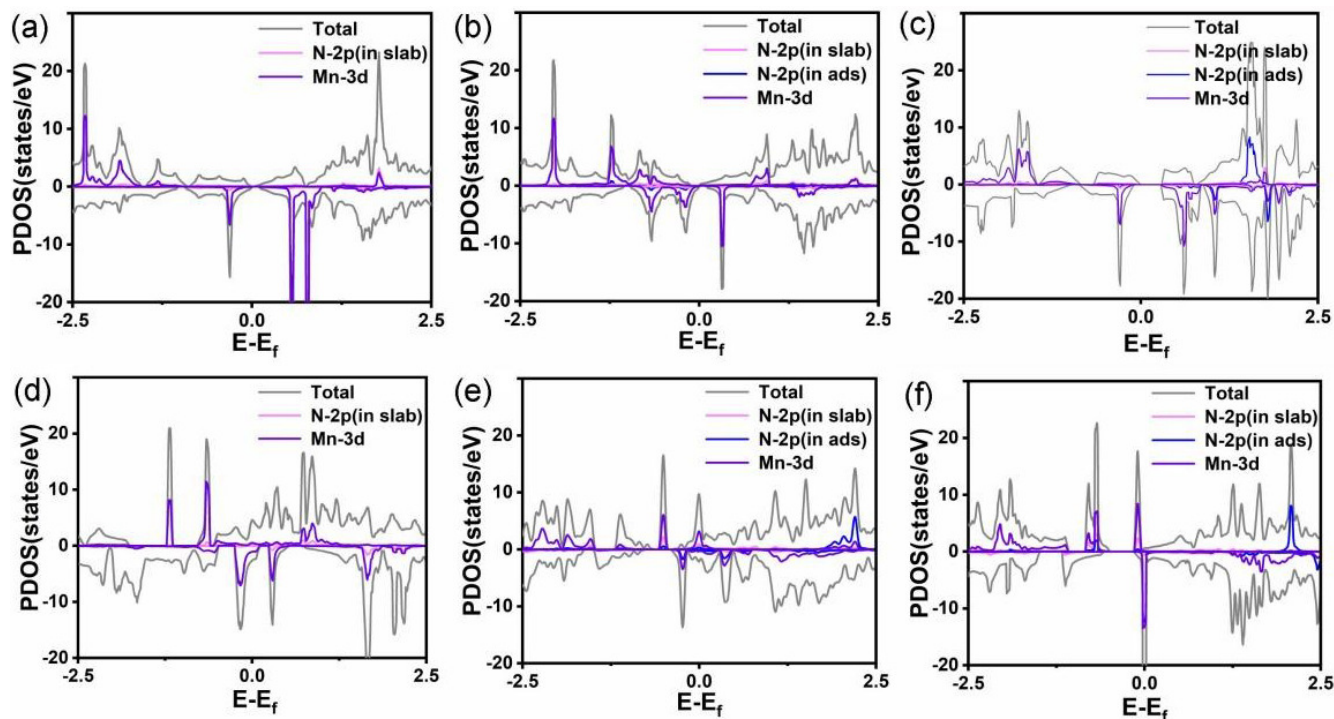 (a)
Total
N-2p(in slab)
Mn-3d
PDOS(states/eV)
20
10
0
-10
-20
-2.5
0.0
2.5
E-Ef
(b)
Total
N-2p(in slab)
N-2p(in ads)
Mn-3d
PDOS(states/eV)
20
10
0
-10
-20
-2.5
0.0
2.5
E-Ef
(c)
Total
N-2p(in slab)
N-2p(in ads)
Mn-3d
PDOS(states/ev)
20
10
0
-10
-20
-2.5
0.0
2.5
E-Ef
(d)
Total
N-2p(in slab)
Mn-3d
PDOS(states/eV)
20
10
0
-10
-20
-2.5
0.0
2.5
E-Ef
(e)
Total
N-2p(in slab)
N-2p(in ads)
Mn-3d
PDOS(states/eV)
20
10
0
-10
-20
-2.5
0.0
2.5
E-Ef
(f)
Total
N-2p(in slab)
N-2p(in ads)
Mn-3d
PDOS(states/eV)
20
10
0
-10
-20
-2.5
0.0
2.5
E-Ef